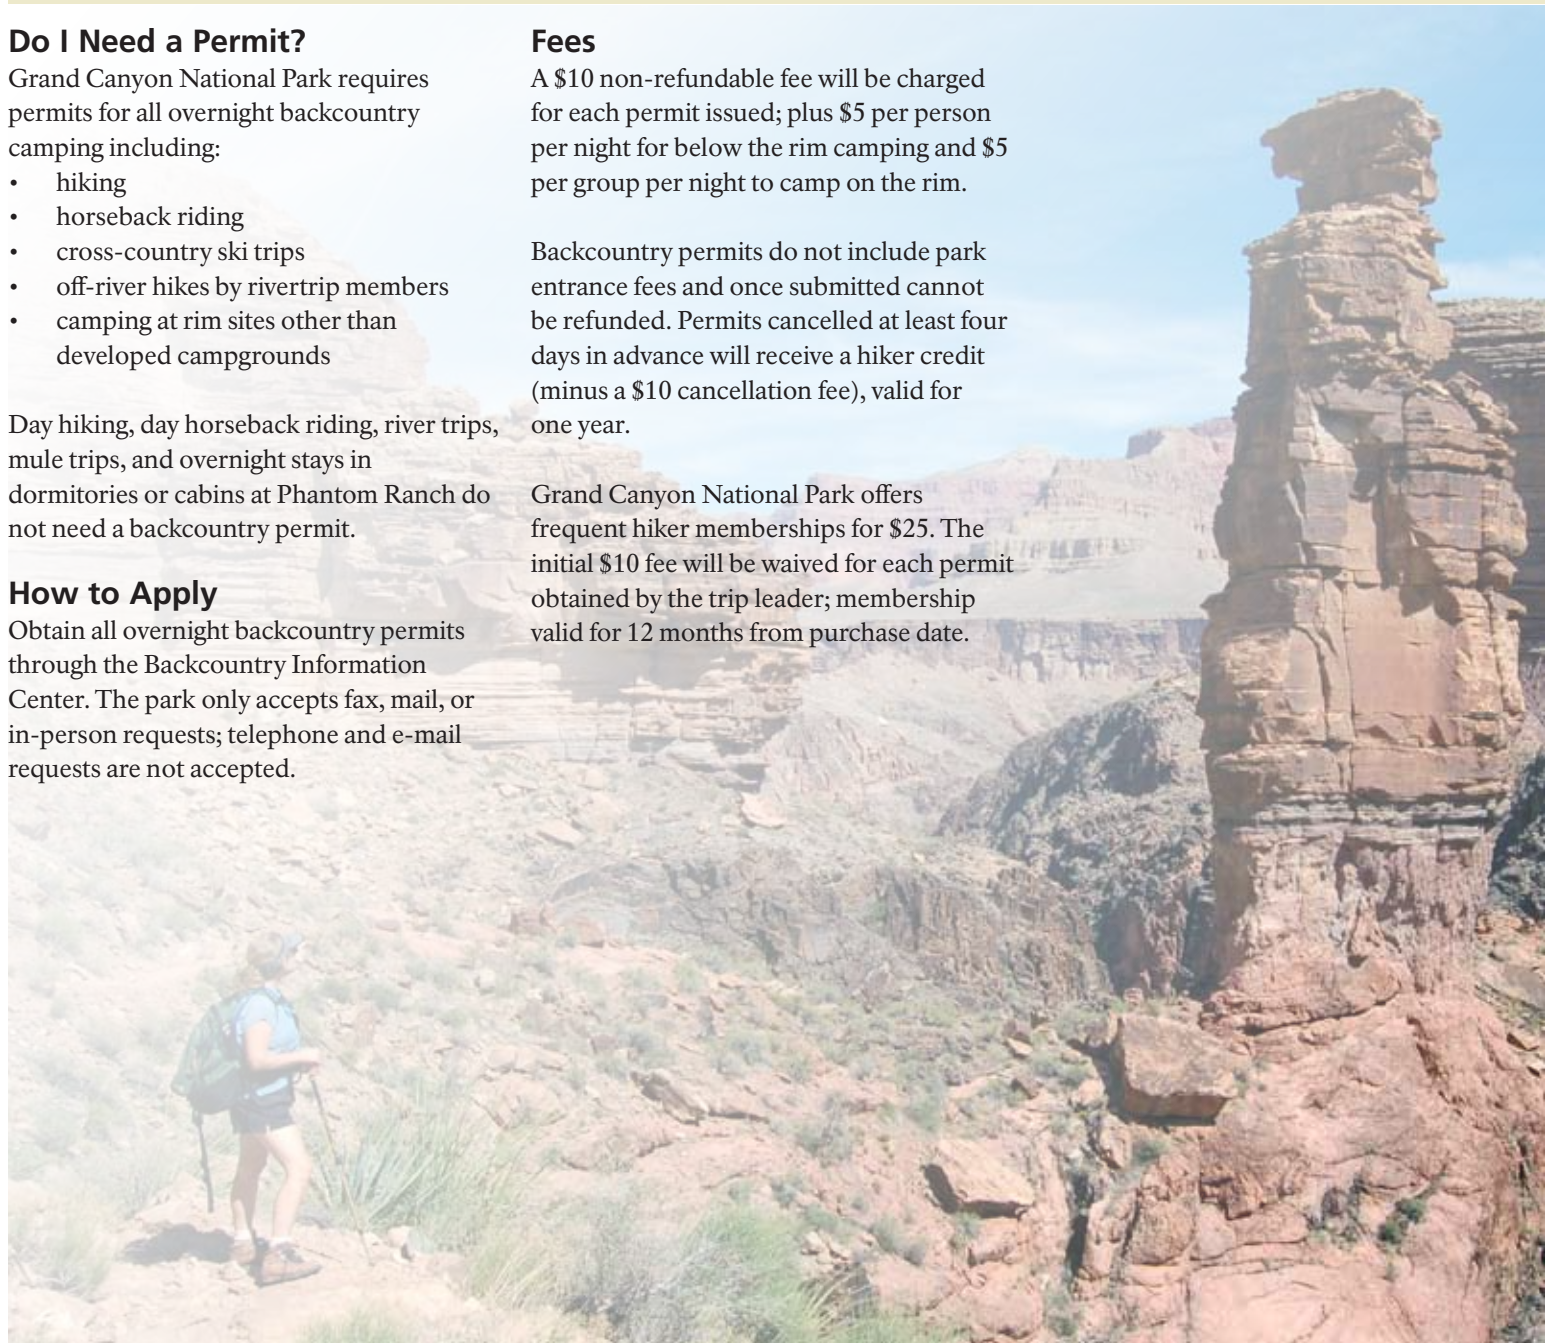 Do I Need a Permit?
Grand Canyon National Park requires
permits for all overnight backcountry
camping including:
• hiking
• horseback riding
• cross-country ski trips
• off-river hikes by rivertrip members
• camping at rim sites other than
developed campgrounds
Day hiking, day horseback riding, river trips,
mule trips, and overnight stays in
dormitories or cabins at Phantom Ranch do
not need a backcountry permit.
How to Apply
Obtain all overnight backcountry permits
through the Backcountry Information
Center. The park only accepts fax, mail, or
in-person requests; telephone and e-mail
requests are not accepted.
Fees
A $10 non-refundable fee will be charged
for each permit issued; plus $5 per person
per night for below the rim camping and $5
per group per night to camp on the rim.
Backcountry permits do not include park
entrance fees and once submitted cannot
be refunded. Permits cancelled at least four
days in advance will receive a hiker credit
(minus a $10 cancellation fee), valid for
one year.
Grand Canyon National Park offers
frequent hiker memberships for $25. The
initial $10 fee will be waived for each permit
obtained by the trip leader; membership
valid for 12 months from purchase date.